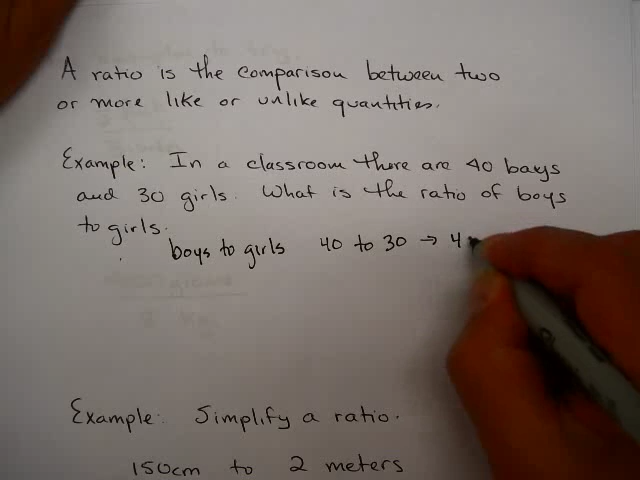 A ratio is the comparison between two
or more like or unlike quantities.
Example: In a classroom there are 40 boys
and 30 girls. What is the ratio of boys
to girls.
boys to girls 40 to 30 → 4
Example: Simplify a ratio.
150cm to 2 meters